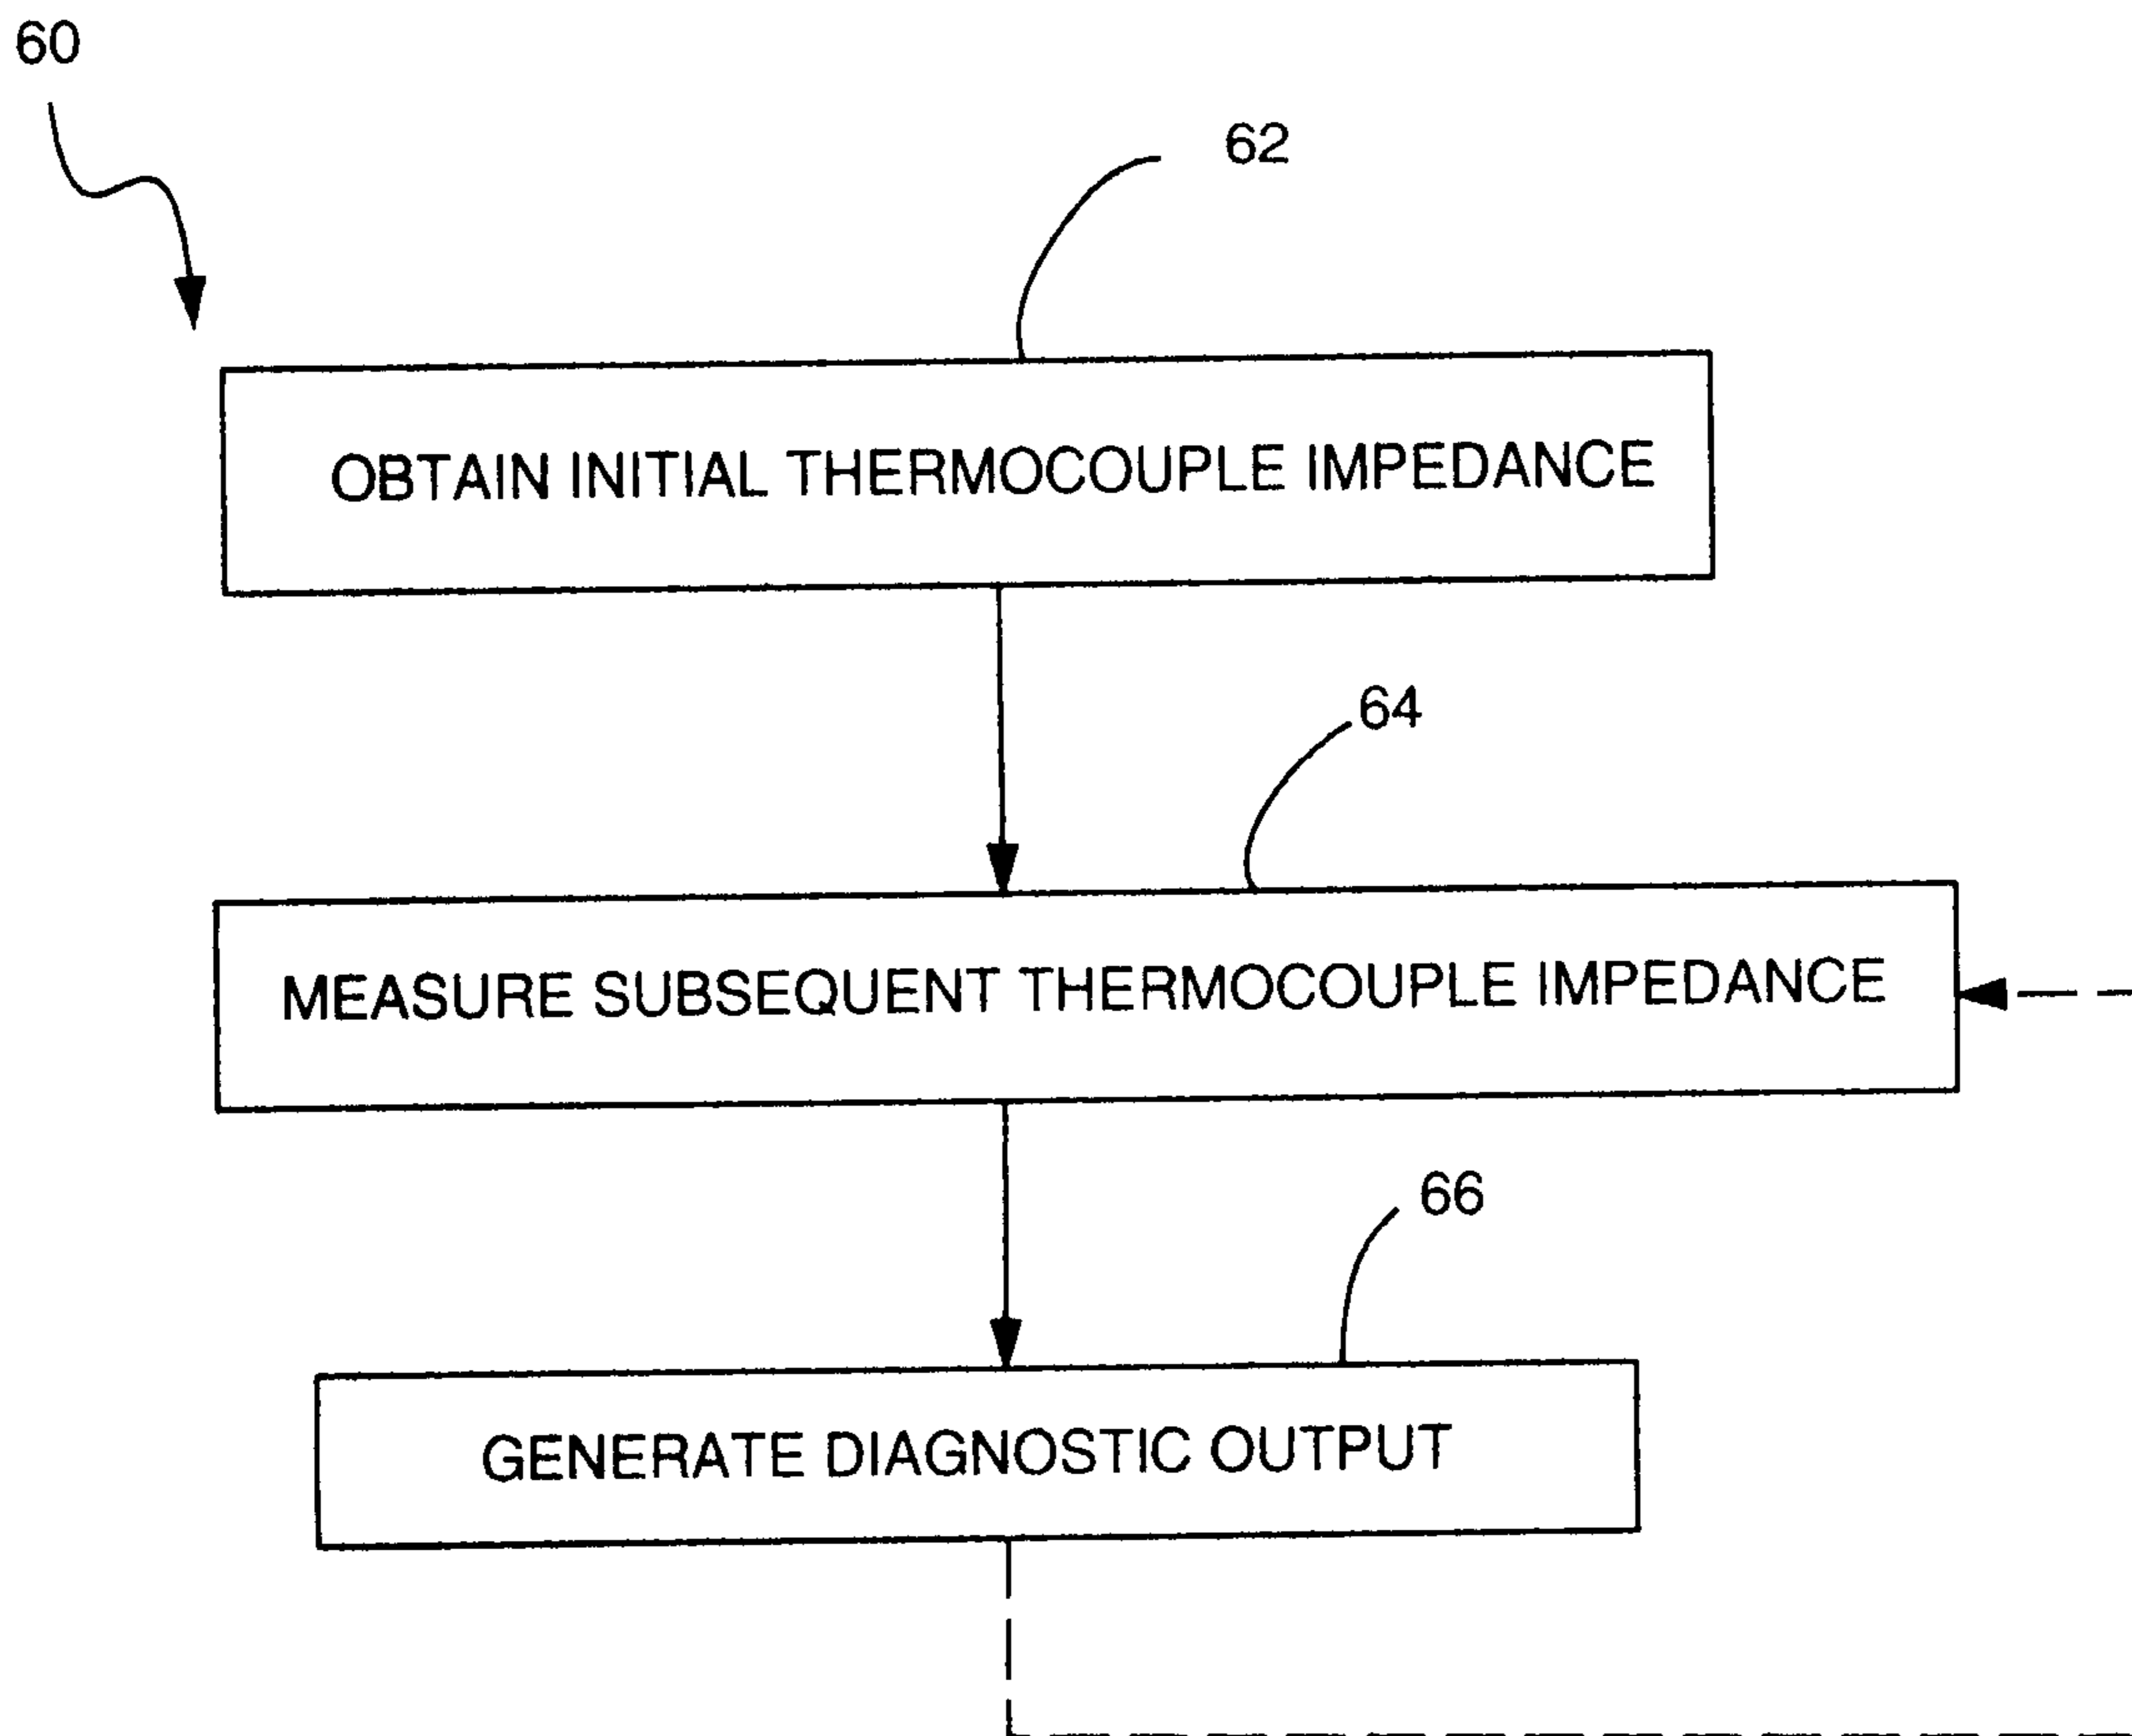 60
62
OBTAIN INITIAL THERMOCOUPLE IMPEDANCE
64
MEASURE SUBSEQUENT THERMOCOUPLE IMPEDANCE
66
GENERATE DIAGNOSTIC OUTPUT